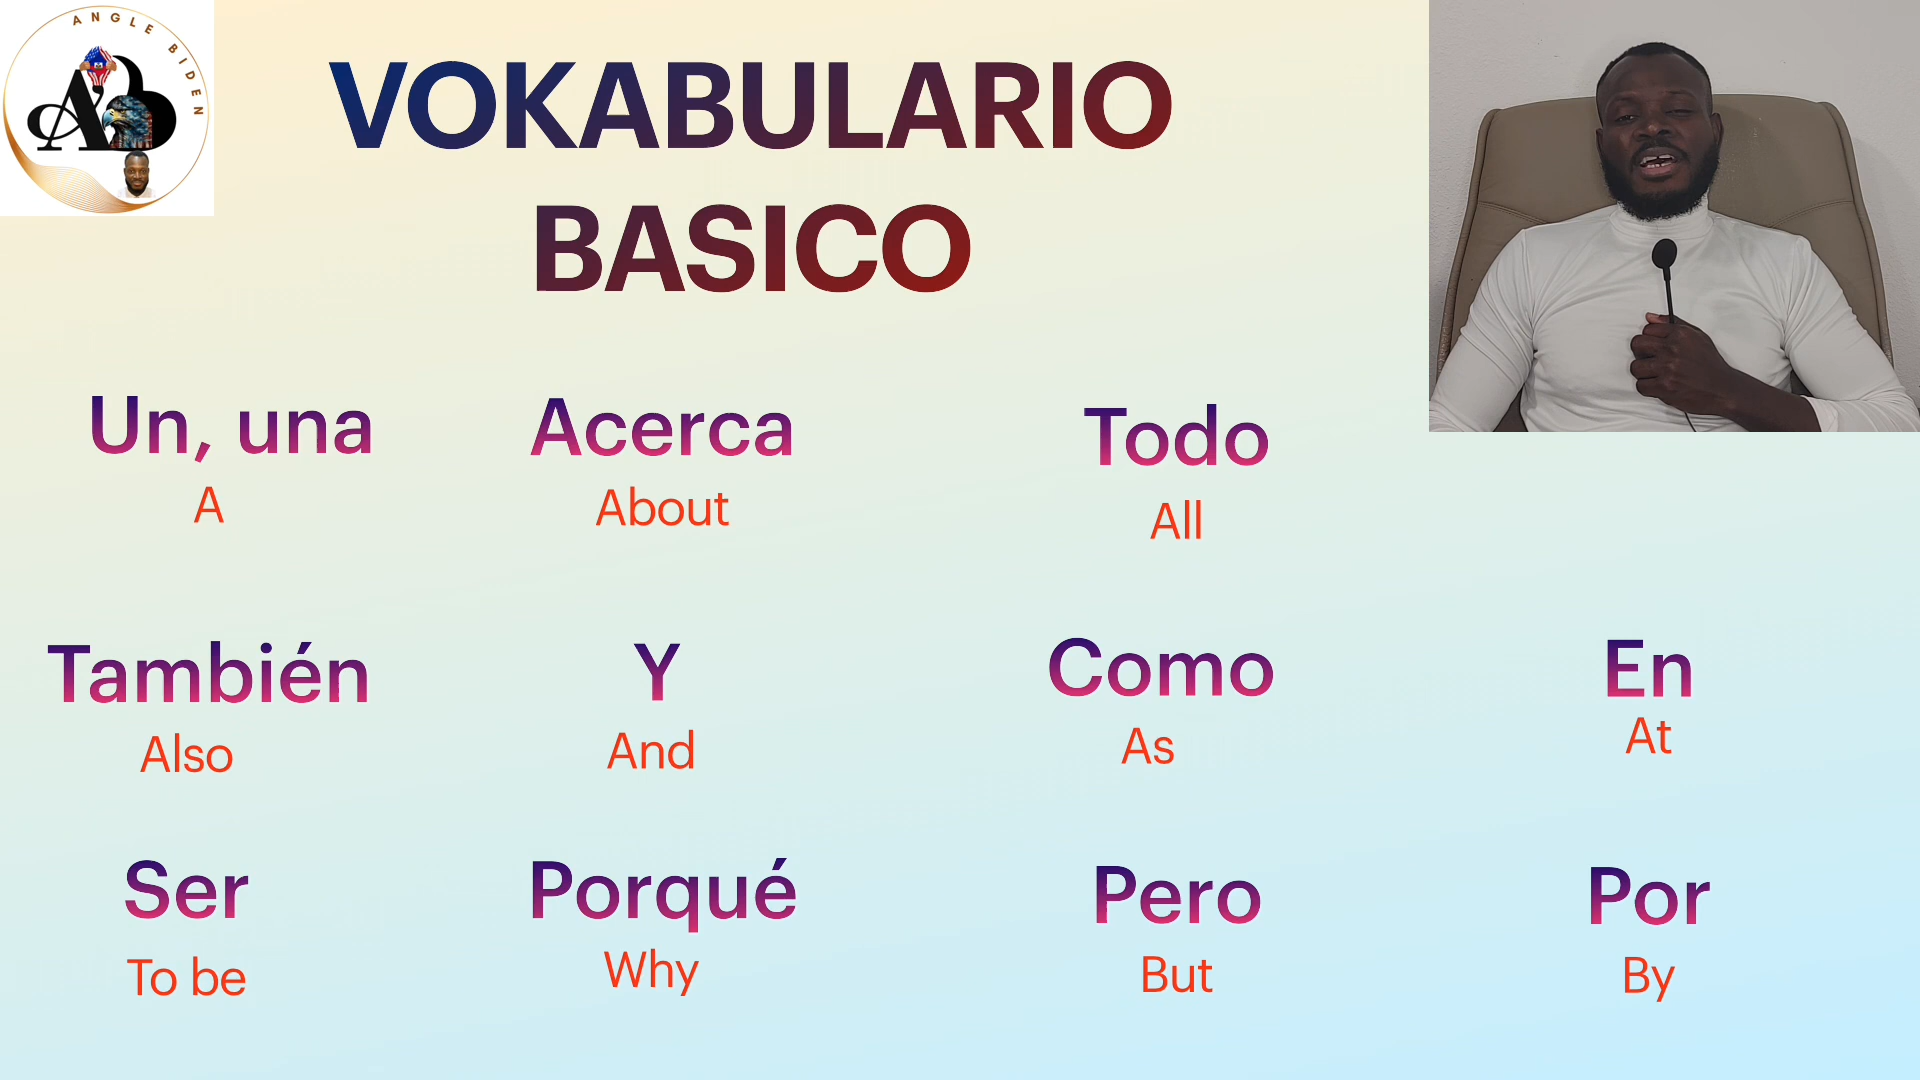 ANGLE BIDEN
AB
VOKABULARIO
BASICO
Un, una
Acerca
Todo
A
About
All
También
Y
Como
En
Also
And
As
At
Ser
Porqué
Pero
Por
To be
Why
But
By